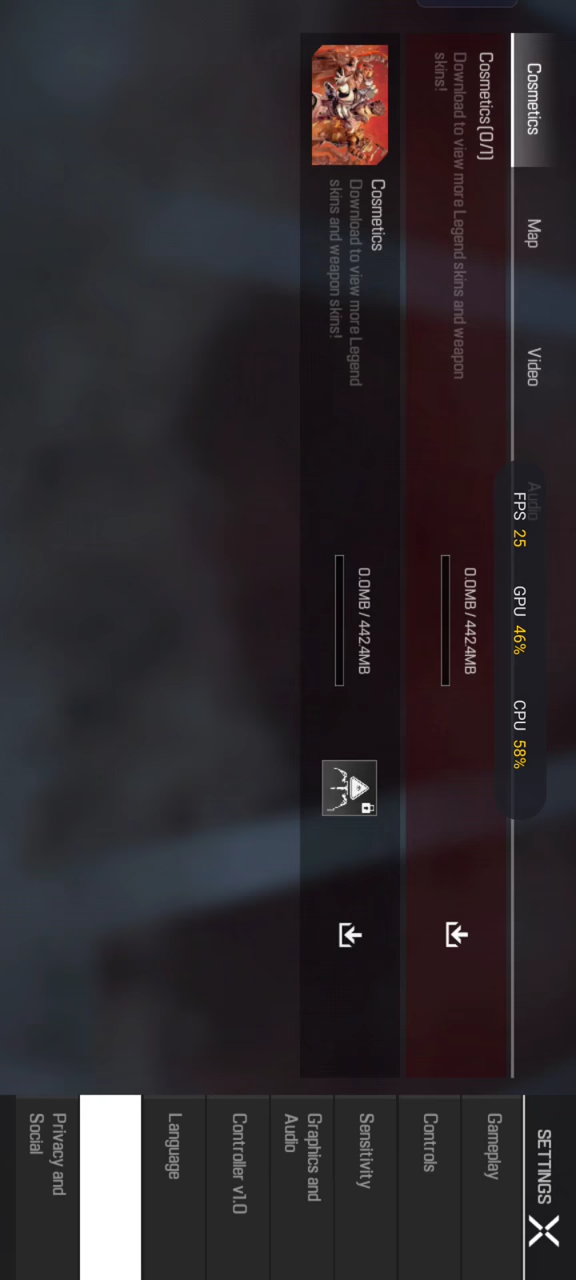 Cosmetics
Map
Video
Audio
FPS 25 GPU 46% CPU 58%
Cosmetics(0/1)
Download to view more Legend skins and weapon
skins!
0.0MB / 442.4MB
Cosmetics
Download to view more Legend
skins and weapon skins!
0.0MB / 442.4MB
SETTINGS
Gameplay
Controls
Sensitivity
Graphics and
Audio
Controller v1.0
Language
Privacy and
Social